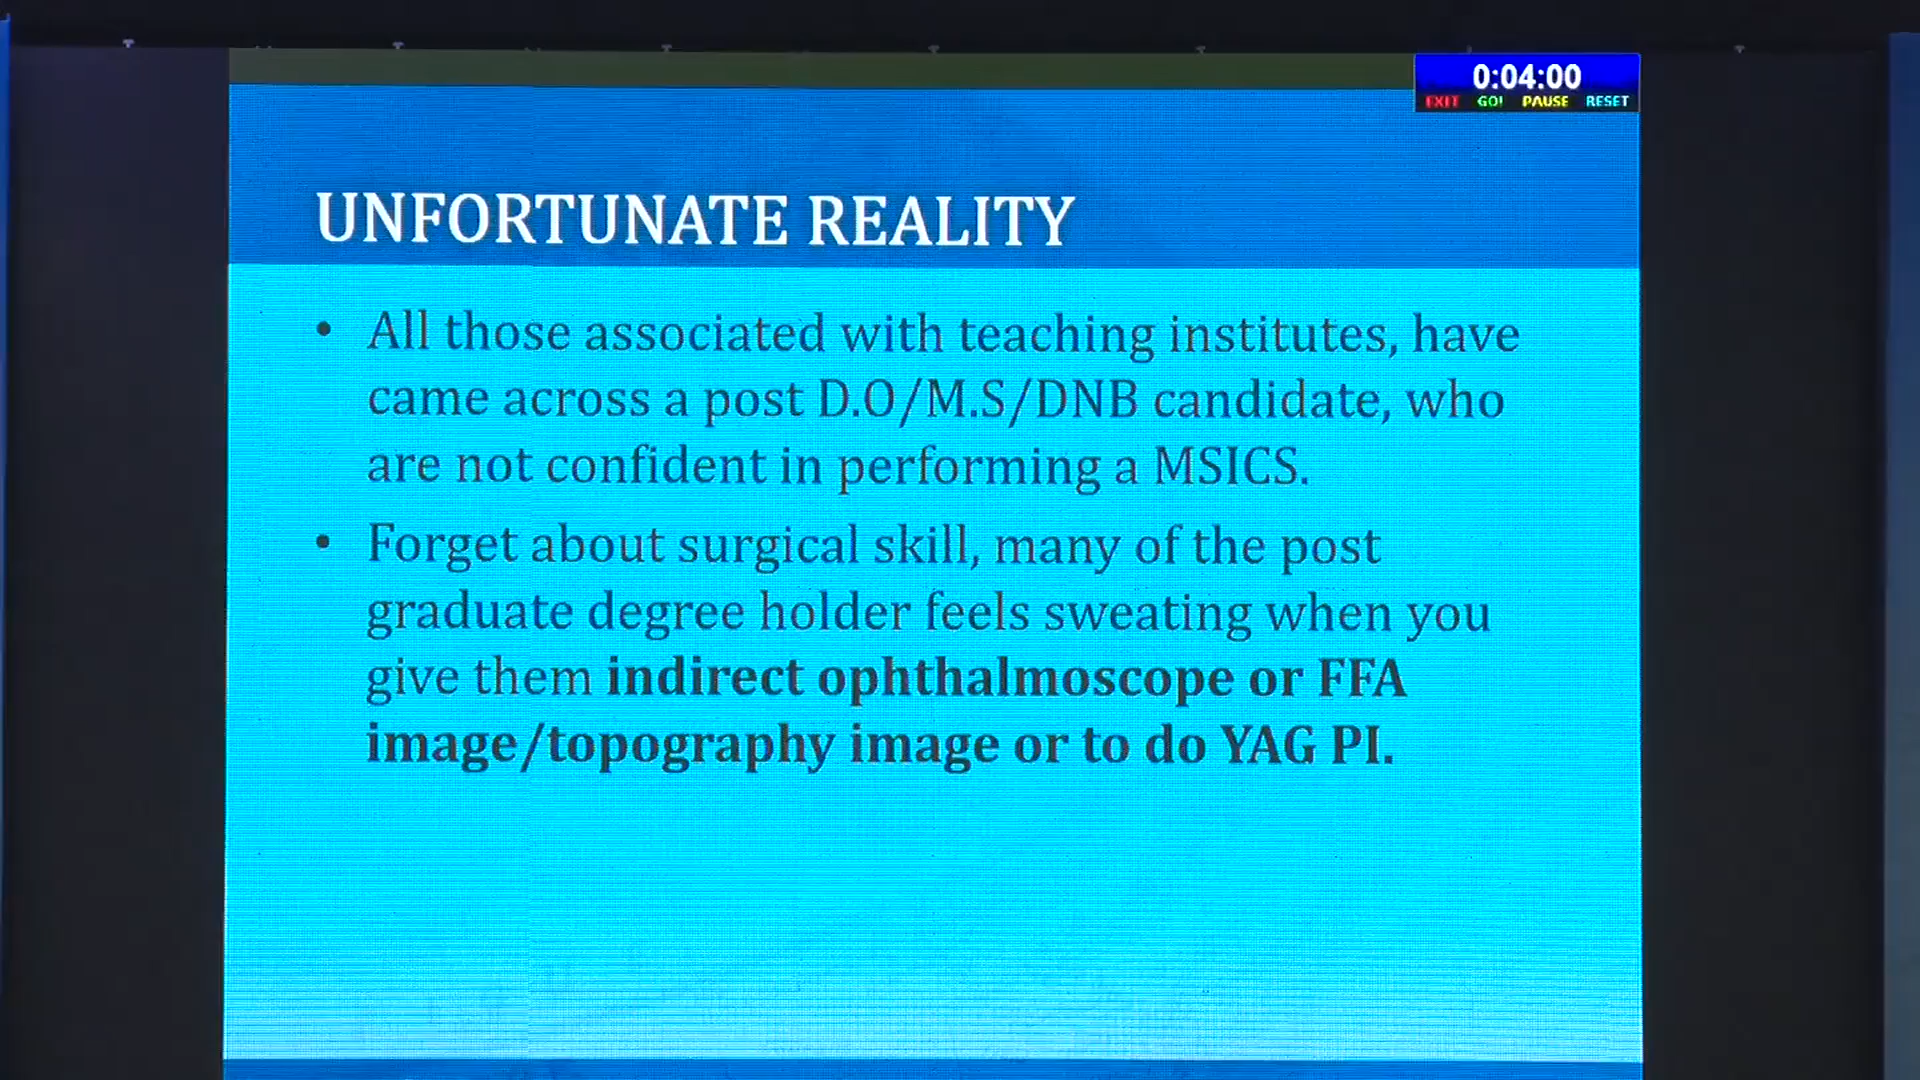 0:04:00
EXIT GO! PAUSE RESET
UNFORTUNATE REALITY
• All those associated with teaching institutes, have
came across a post D.O/M.S/DNB candidate, who
are not confident in performing a MSICS.
• Forget about surgical skill, many of the post
graduate degree holder feels sweating when you
give them indirect ophthalmoscope or FFA
image/topography image or to do YAG PI.